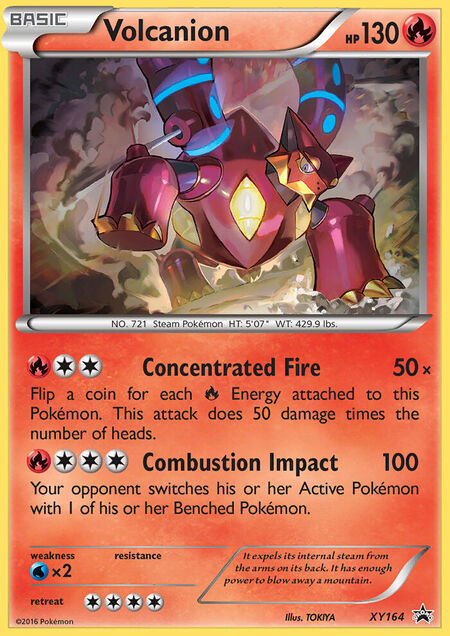 BASIC
Volcanion
HP 130
NO. 721 Steam Pokémon HT: 5'07" WT: 429.9 lbs.
Concentrated Fire 50×
Flip a coin for each Energy attached to this
Pokémon. This attack does 50 damage times the
number of heads.
Combustion Impact 100
Your opponent switches his or her Active Pokémon
with 1 of his or her Benched Pokémon.
weakness resistance
×2
retreat
It expels its internal steam from
the arms on its back. It has enough
power to blow away a mountain.
©2016 Pokémon
Illus. TOKIYA
XY164
PROMO